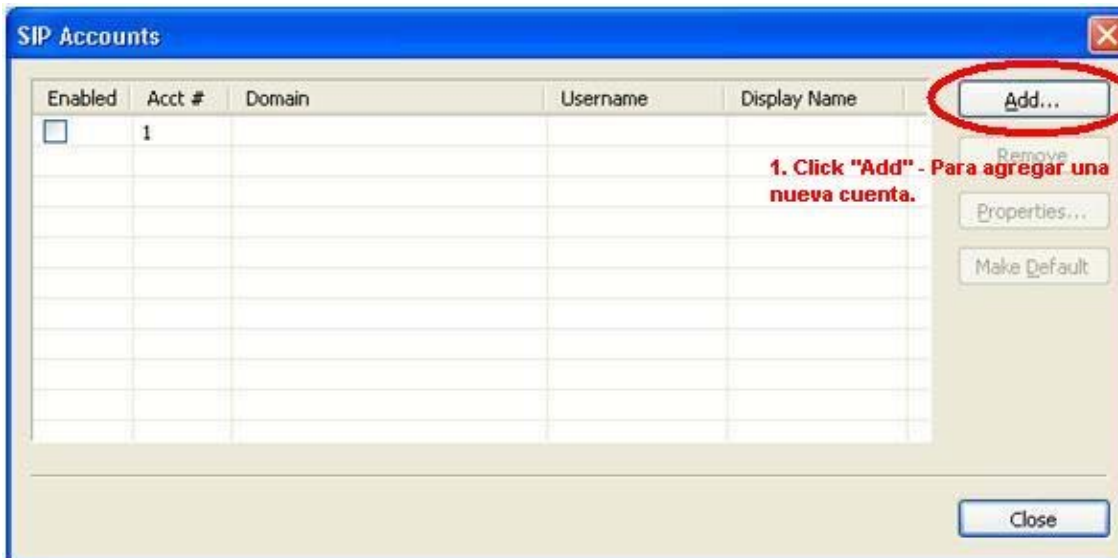 SIP Accounts
Enabled Acct # Domain Username Display Name
Add...
1
Remove
1. Click "Add" - Para agregar una
nueva cuenta.
Properties...
Make Default
Close